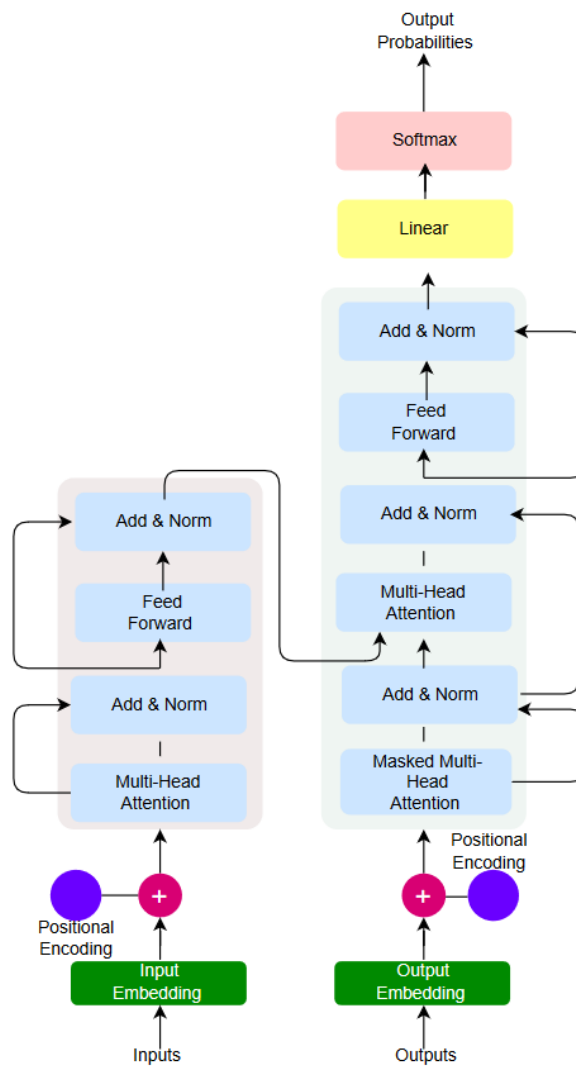 Output
Probabilities
Softmax
Linear
Add & Norm
Feed
Forward
Add & Norm
Multi-Head
Attention
Add & Norm
Masked Multi-
Head
Attention
Positional
Encoding
+
Output
Embedding
Outputs
Add & Norm
Feed
Forward
Add & Norm
Multi-Head
Attention
+
Positional
Encoding
Input
Embedding
Inputs